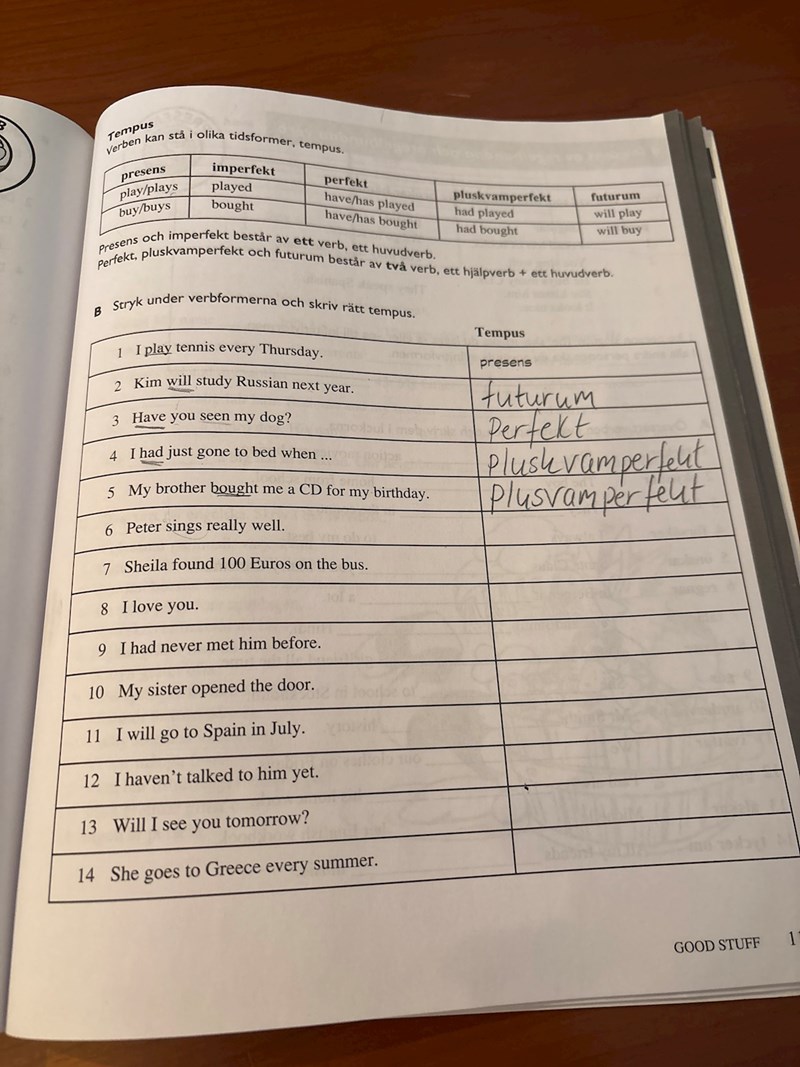 Tempus
Verben kan stå i olika tidsformer, tempus.
presens imperfekt perfekt pluskvamperfekt futurum
play/plays played have/has played had played will play
buy/buys bought have/has bought had bought will buy
Presens och imperfekt består av ett verb, ett huvudverb.
Perfekt, pluskvamperfekt och futurum består av två verb, ett hjälpverb + ett huvudverb.
B Stryk under verbformerna och skriv rätt tempus.
Tempus
1 I play tennis every Thursday. presens
2 Kim will study Russian next year. futurum
3 Have you seen my dog? Perfekt
4 I had just gone to bed when ... pluskvamperfekt
5 My brother bought me a CD for my birthday. plusvamperfekt
6 Peter sings really well.
7 Sheila found 100 Euros on the bus.
8 I love you.
9 I had never met him before.
10 My sister opened the door.
11 I will go to Spain in July.
12 I haven't talked to him yet.
13 Will I see you tomorrow?
14 She goes to Greece every summer.
GOOD STUFF